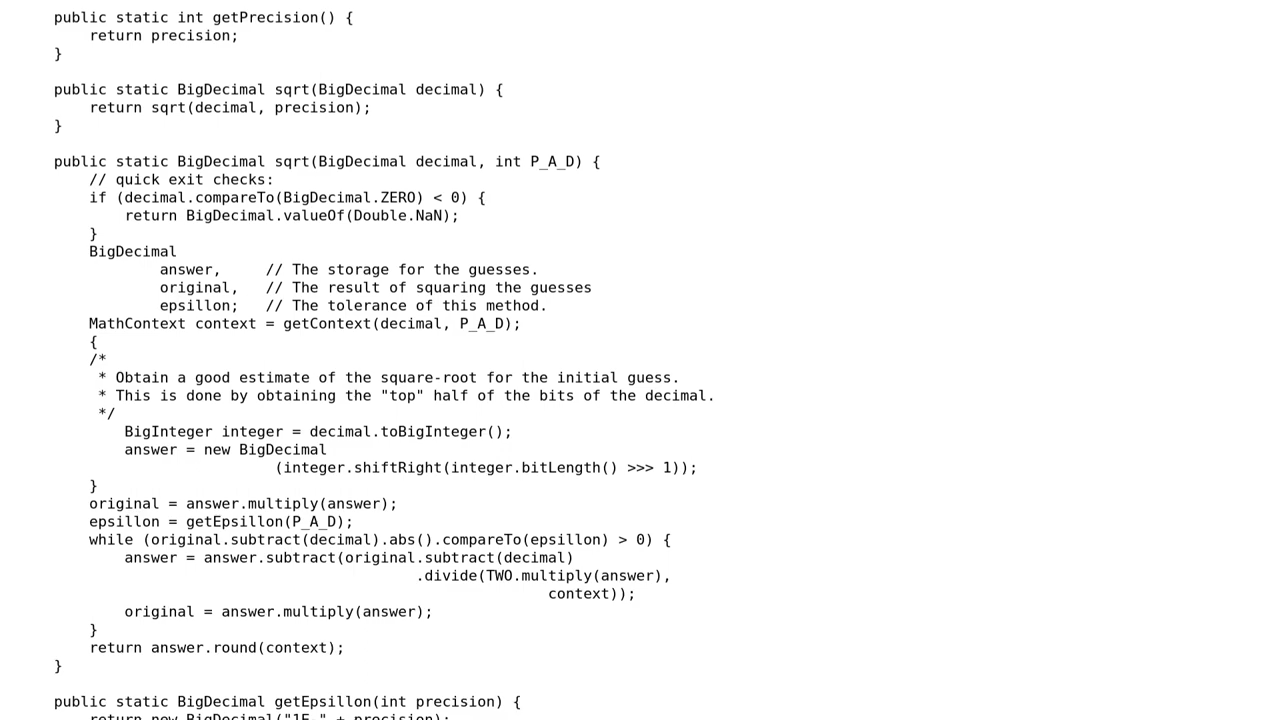 public static int getPrecision() {
return precision;
}
public static BigDecimal sqrt(BigDecimal decimal) {
return sqrt(decimal, precision);
}
public static BigDecimal sqrt(BigDecimal decimal, int P_A_D) {
// quick exit checks:
if (decimal.compareTo(BigDecimal.ZERO) < 0) {
return BigDecimal.valueOf(Double.NaN);
}
BigDecimal
answer,     // The storage for the guesses.
original,   // The result of squaring the guesses
epsillon;   // The tolerance of this method.
MathContext context = getContext(decimal, P_A_D);
{
/*
* Obtain a good estimate of the square-root for the initial guess.
* This is done by obtaining the "top" half of the bits of the decimal.
*/
BigInteger integer = decimal.toBigInteger();
answer = new BigDecimal
(integer.shiftRight(integer.bitLength() >>> 1));
}
original = answer.multiply(answer);
epsillon = getEpsillon(P_A_D);
while (original.subtract(decimal).abs().compareTo(epsillon) > 0) {
answer = answer.subtract(original.subtract(decimal)
.divide(TWO.multiply(answer),
context));
original = answer.multiply(answer);
}
return answer.round(context);
}
public static BigDecimal getEpsillon(int precision) {
return new BigDecimal("1E-" + precision);